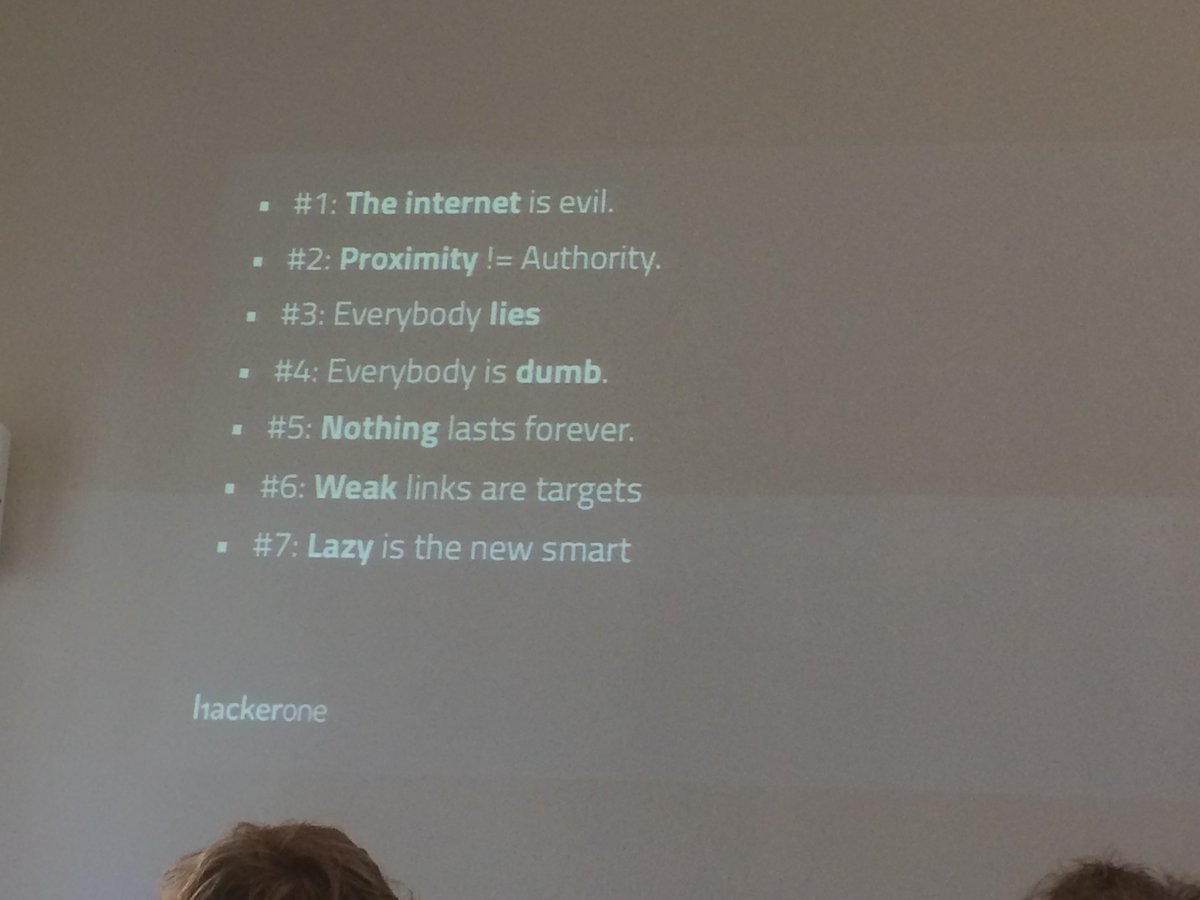 ▪ #1: The internet is evil.
▪ #2: Proximity != Authority.
▪ #3: Everybody lies
▪ #4: Everybody is dumb.
▪ #5: Nothing lasts forever.
▪ #6: Weak links are targets
▪ #7: Lazy is the new smart
hackerone